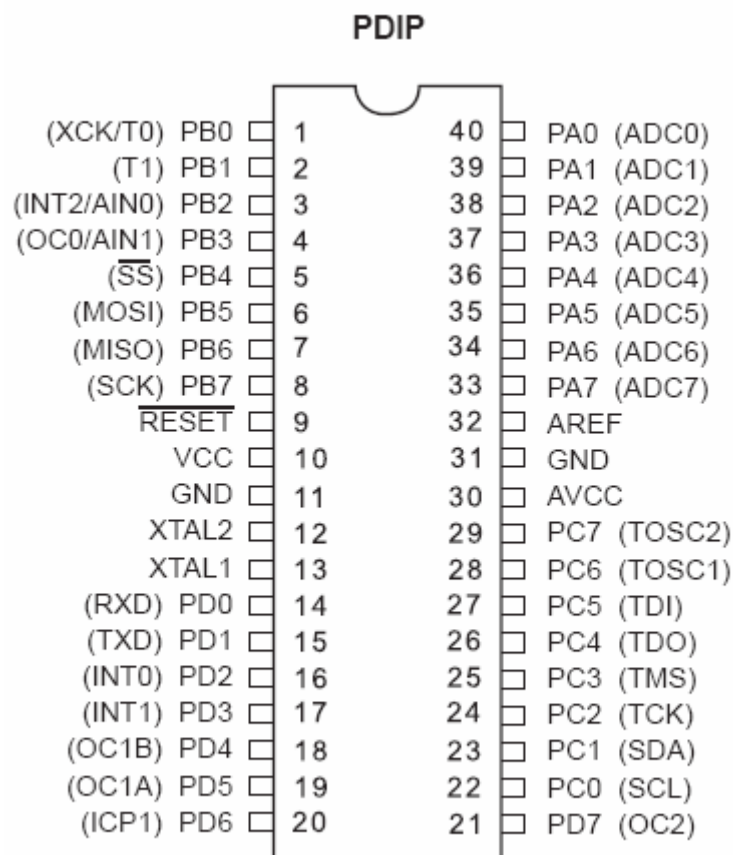 PDIP
(XCK/T0) PB0 1 40 PA0 (ADC0)
(T1) PB1 2 39 PA1 (ADC1)
(INT2/AIN0) PB2 3 38 PA2 (ADC2)
(OC0/AIN1) PB3 4 37 PA3 (ADC3)
(SS) PB4 5 36 PA4 (ADC4)
(MOSI) PB5 6 35 PA5 (ADC5)
(MISO) PB6 7 34 PA6 (ADC6)
(SCK) PB7 8 33 PA7 (ADC7)
RESET 9 32 AREF
VCC 10 31 GND
GND 11 30 AVCC
XTAL2 12 29 PC7 (TOSC2)
XTAL1 13 28 PC6 (TOSC1)
(RXD) PD0 14 27 PC5 (TDI)
(TXD) PD1 15 26 PC4 (TDO)
(INT0) PD2 16 25 PC3 (TMS)
(INT1) PD3 17 24 PC2 (TCK)
(OC1B) PD4 18 23 PC1 (SDA)
(OC1A) PD5 19 22 PC0 (SCL)
(ICP1) PD6 20 21 PD7 (OC2)